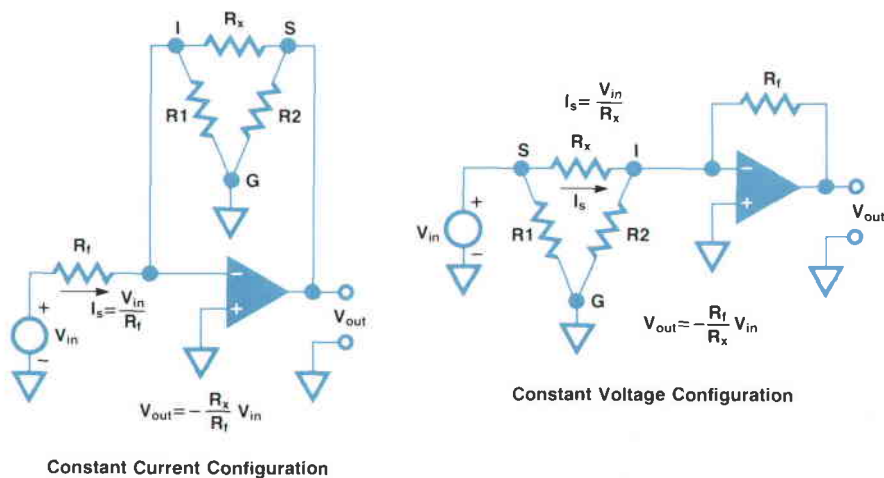 I
Rx
S
R1
R2
G
Rf
Is=Vin/Rf
+
Vin
−
−
+
Vout
Vout=−Rx/Rf Vin
Constant Current Configuration
Is=Vin/Rx
Rf
S
Rx
I
Is
+
Vin
−
R1
R2
G
−
+
Vout
Vout=−Rf/Rx Vin
Constant Voltage Configuration